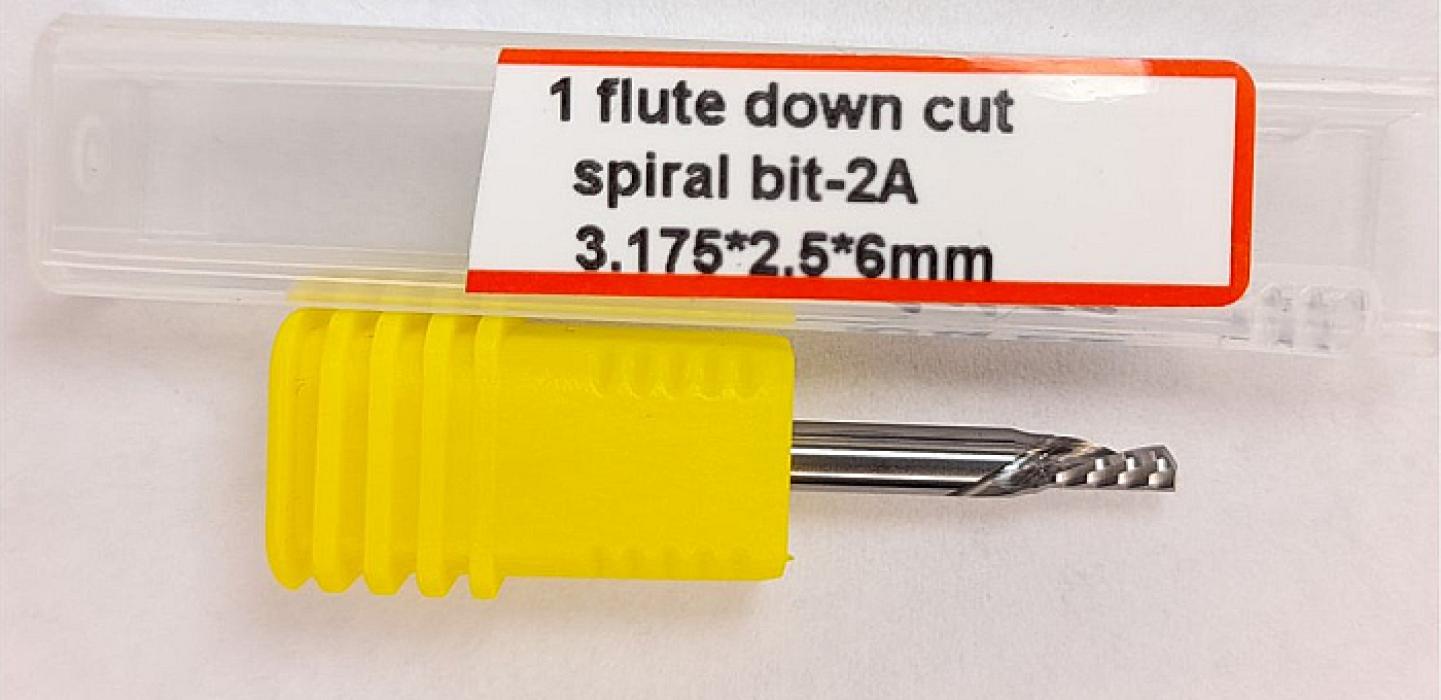 1 flute down cut
spiral bit-2A
3.175*2.5*6mm